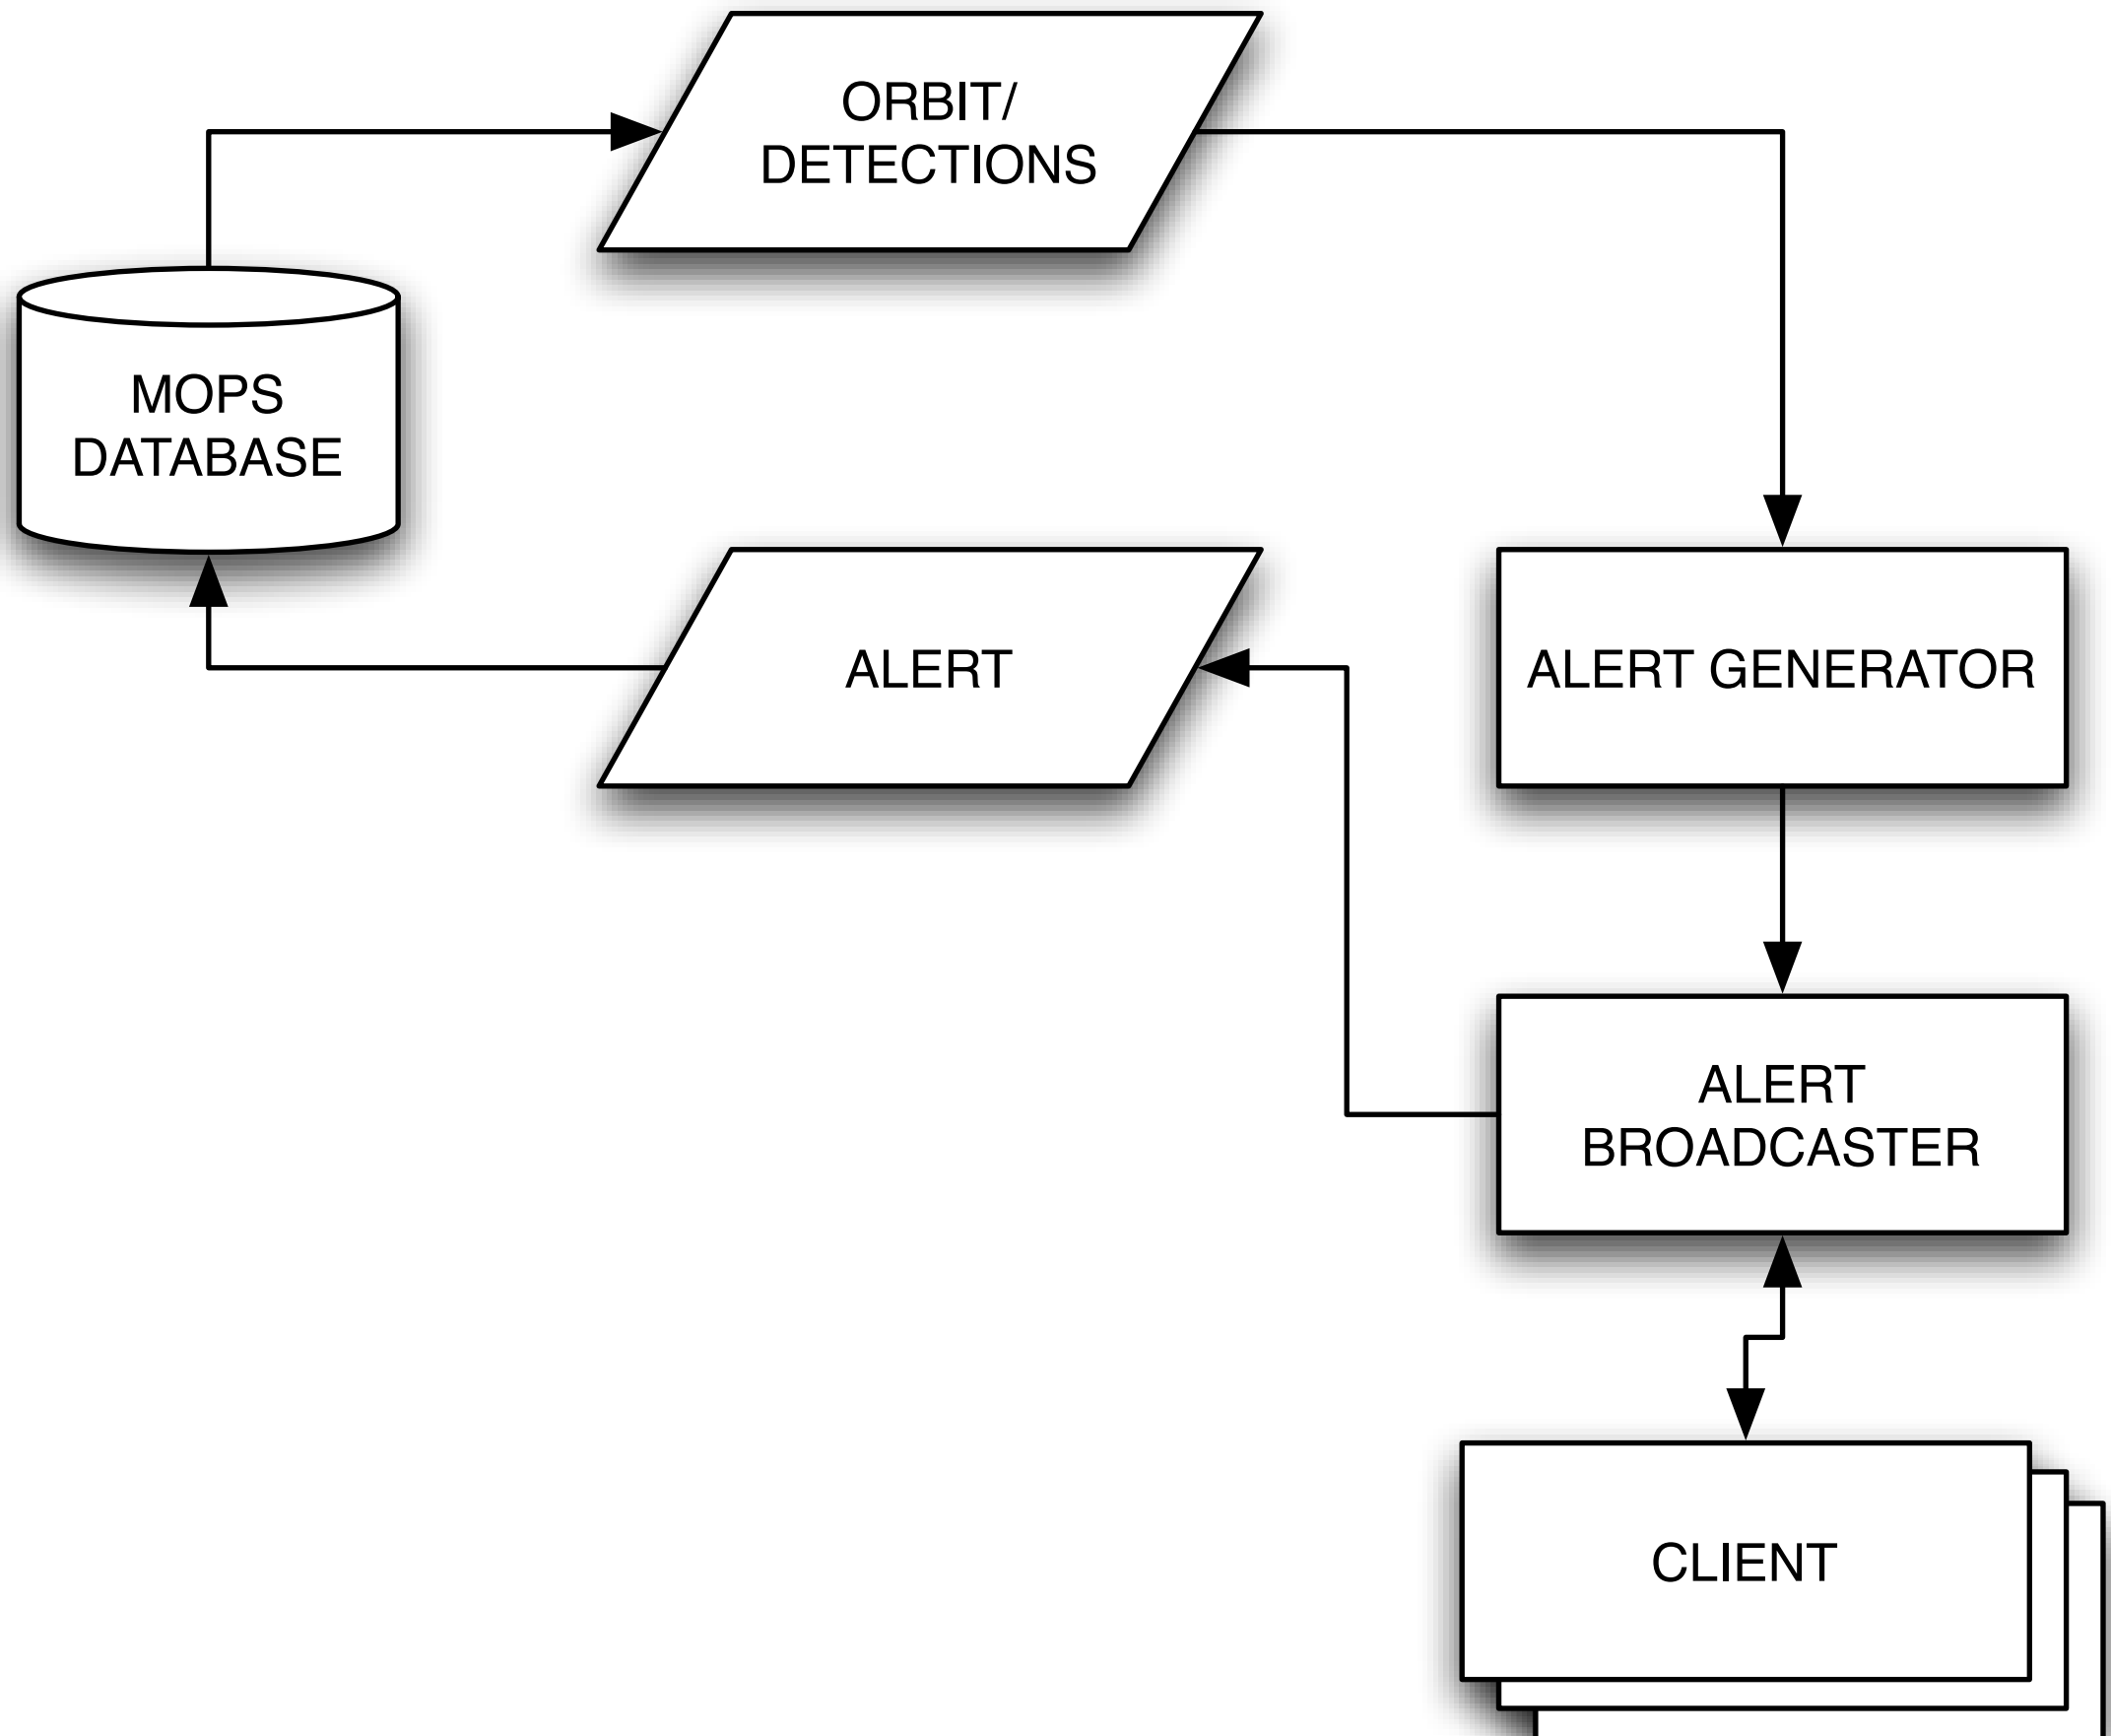 ORBIT/
DETECTIONS
MOPS
DATABASE
ALERT
ALERT GENERATOR
ALERT
BROADCASTER
CLIENT